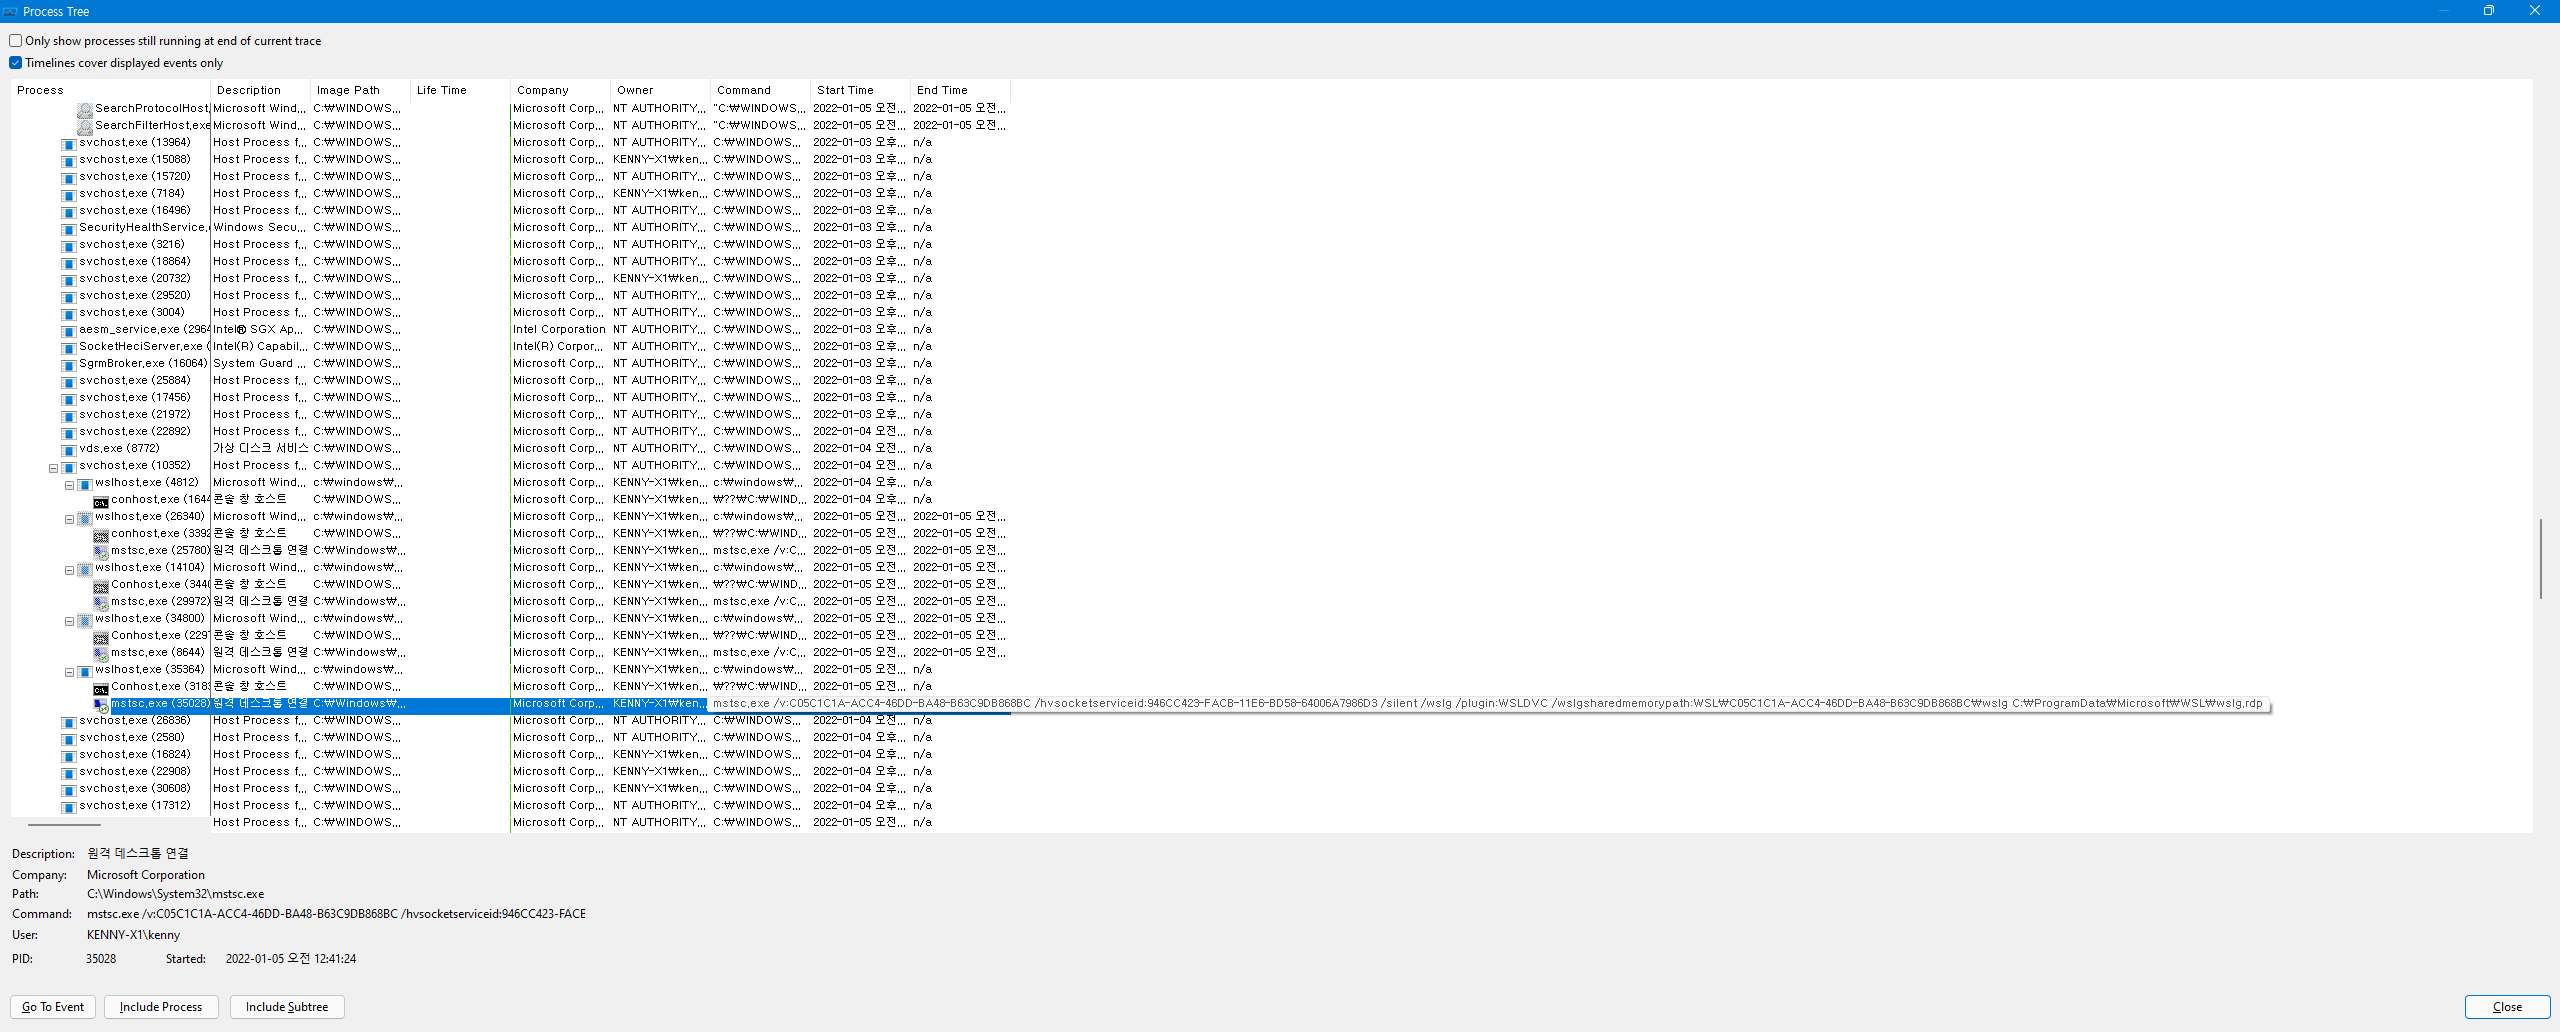 Process Tree
Only show processes still running at end of current trace
Timelines cover displayed events only
Process Description Image Path Life Time Company Owner Command Start Time End Time
SearchProtocolHost, Microsoft Wind... C:₩WINDOWS... Microsoft Corp... NT AUTHORITY... "C:₩WINDOWS... 2022-01-05 오전... 2022-01-05 오전...
SearchFilterHost,exe Microsoft Wind... C:₩WINDOWS... Microsoft Corp... NT AUTHORITY... "C:₩WINDOWS... 2022-01-05 오전... 2022-01-05 오전...
svchost,exe (13964) Host Process f... C:₩WINDOWS... Microsoft Corp... NT AUTHORITY... C:₩WINDOWS... 2022-01-03 오후... n/a
svchost,exe (15088) Host Process f... C:₩WINDOWS... Microsoft Corp... KENNY-X1₩ken... C:₩WINDOWS... 2022-01-03 오후... n/a
svchost,exe (15720) Host Process f... C:₩WINDOWS... Microsoft Corp... NT AUTHORITY... C:₩WINDOWS... 2022-01-03 오후... n/a
svchost,exe (7184) Host Process f... C:₩WINDOWS... Microsoft Corp... KENNY-X1₩ken... C:₩WINDOWS... 2022-01-03 오후... n/a
svchost,exe (16496) Host Process f... C:₩WINDOWS... Microsoft Corp... NT AUTHORITY... C:₩WINDOWS... 2022-01-03 오후... n/a
SecurityHealthService, Windows Secu... C:₩WINDOWS... Microsoft Corp... NT AUTHORITY... C:₩WINDOWS... 2022-01-03 오후... n/a
svchost,exe (3216) Host Process f... C:₩WINDOWS... Microsoft Corp... NT AUTHORITY... C:₩WINDOWS... 2022-01-03 오후... n/a
svchost,exe (18864) Host Process f... C:₩WINDOWS... Microsoft Corp... NT AUTHORITY... C:₩WINDOWS... 2022-01-03 오후... n/a
svchost,exe (20732) Host Process f... C:₩WINDOWS... Microsoft Corp... KENNY-X1₩ken... C:₩WINDOWS... 2022-01-03 오후... n/a
svchost,exe (29520) Host Process f... C:₩WINDOWS... Microsoft Corp... NT AUTHORITY... C:₩WINDOWS... 2022-01-03 오후... n/a
svchost,exe (3004) Host Process f... C:₩WINDOWS... Microsoft Corp... NT AUTHORITY... C:₩WINDOWS... 2022-01-03 오후... n/a
aesm_service,exe (2964 Intel® SGX Ap... C:₩WINDOWS... Intel Corporation NT AUTHORITY... C:₩WINDOWS... 2022-01-03 오후... n/a
SocketHeciServer,exe ( Intel(R) Capabil... C:₩WINDOWS... Intel(R) Corpor... NT AUTHORITY... C:₩WINDOWS... 2022-01-03 오후... n/a
SgrmBroker,exe (16064) System Guard ... C:₩WINDOWS... Microsoft Corp... NT AUTHORITY... C:₩WINDOWS... 2022-01-03 오후... n/a
svchost,exe (25884) Host Process f... C:₩WINDOWS... Microsoft Corp... NT AUTHORITY... C:₩WINDOWS... 2022-01-03 오후... n/a
svchost,exe (17456) Host Process f... C:₩WINDOWS... Microsoft Corp... NT AUTHORITY... C:₩WINDOWS... 2022-01-03 오후... n/a
svchost,exe (21972) Host Process f... C:₩WINDOWS... Microsoft Corp... NT AUTHORITY... C:₩WINDOWS... 2022-01-03 오후... n/a
svchost,exe (22892) Host Process f... C:₩WINDOWS... Microsoft Corp... NT AUTHORITY... C:₩WINDOWS... 2022-01-04 오전... n/a
vds,exe (8772) 가상 디스크 서비스 C:₩WINDOWS... Microsoft Corp... NT AUTHORITY... C:₩WINDOWS... 2022-01-04 오전... n/a
svchost,exe (10352) Host Process f... C:₩WINDOWS... Microsoft Corp... NT AUTHORITY... C:₩WINDOWS... 2022-01-04 오전... n/a
wslhost,exe (4812) Microsoft Wind... c:₩windows₩... Microsoft Corp... KENNY-X1₩ken... c:₩windows₩... 2022-01-04 오후... n/a
conhost,exe (1644 콘솔 창 호스트 C:₩WINDOWS... Microsoft Corp... KENNY-X1₩ken... ₩??₩C:₩WIND... 2022-01-04 오후... n/a
wslhost,exe (26340) Microsoft Wind... c:₩windows₩... Microsoft Corp... KENNY-X1₩ken... c:₩windows₩... 2022-01-05 오전... 2022-01-05 오전...
conhost,exe (3392 콘솔 창 호스트 C:₩WINDOWS... Microsoft Corp... KENNY-X1₩ken... ₩??₩C:₩WIND... 2022-01-05 오전... 2022-01-05 오전...
mstsc,exe (25780) 원격 데스크톱 연결 C:₩Windows₩... Microsoft Corp... KENNY-X1₩ken... mstsc,exe /v:C... 2022-01-05 오전... 2022-01-05 오전...
wslhost,exe (14104) Microsoft Wind... c:₩windows₩... Microsoft Corp... KENNY-X1₩ken... c:₩windows₩... 2022-01-05 오전... 2022-01-05 오전...
Conhost,exe (3440 콘솔 창 호스트 C:₩WINDOWS... Microsoft Corp... KENNY-X1₩ken... ₩??₩C:₩WIND... 2022-01-05 오전... 2022-01-05 오전...
mstsc,exe (29972) 원격 데스크톱 연결 C:₩Windows₩... Microsoft Corp... KENNY-X1₩ken... mstsc,exe /v:C... 2022-01-05 오전... 2022-01-05 오전...
wslhost,exe (34800) Microsoft Wind... c:₩windows₩... Microsoft Corp... KENNY-X1₩ken... c:₩windows₩... 2022-01-05 오전... 2022-01-05 오전...
Conhost,exe (2297 콘솔 창 호스트 C:₩WINDOWS... Microsoft Corp... KENNY-X1₩ken... ₩??₩C:₩WIND... 2022-01-05 오전... 2022-01-05 오전...
mstsc,exe (8644) 원격 데스크톱 연결 C:₩Windows₩... Microsoft Corp... KENNY-X1₩ken... mstsc,exe /v:C... 2022-01-05 오전... 2022-01-05 오전...
wslhost,exe (35364) Microsoft Wind... c:₩windows₩... Microsoft Corp... KENNY-X1₩ken... c:₩windows₩... 2022-01-05 오전... n/a
Conhost,exe (3183 콘솔 창 호스트 C:₩WINDOWS... Microsoft Corp... KENNY-X1₩ken... ₩??₩C:₩WIND... 2022-01-05 오전... n/a
mstsc,exe (35028) 원격 데스크톱 연결 C:₩Windows₩... Microsoft Corp... KENNY-X1₩ken... mstsc,exe /v:C05C1C1A-ACC4-46DD-BA48-B63C9DB868BC /hvsocketserviceid:946CC423-FACB-11E6-BD58-64006A7986D3 /silent /wslg /plugin:WSLDVC /wslgsharedmemorypath:WSL₩C05C1C1A-ACC4-46DD-BA48-B63C9DB868BC₩wslg C:₩ProgramData₩Microsoft₩WSL₩wslg,rdp
svchost,exe (26836) Host Process f... C:₩WINDOWS... Microsoft Corp... NT AUTHORITY... C:₩WINDOWS... 2022-01-04 오전... n/a
svchost,exe (2580) Host Process f... C:₩WINDOWS... Microsoft Corp... NT AUTHORITY... C:₩WINDOWS... 2022-01-04 오전... n/a
svchost,exe (16824) Host Process f... C:₩WINDOWS... Microsoft Corp... KENNY-X1₩ken... C:₩WINDOWS... 2022-01-04 오전... n/a
svchost,exe (22908) Host Process f... C:₩WINDOWS... Microsoft Corp... KENNY-X1₩ken... C:₩WINDOWS... 2022-01-04 오후... n/a
svchost,exe (30608) Host Process f... C:₩WINDOWS... Microsoft Corp... KENNY-X1₩ken... C:₩WINDOWS... 2022-01-04 오후... n/a
svchost,exe (17312) Host Process f... C:₩WINDOWS... Microsoft Corp... NT AUTHORITY... C:₩WINDOWS... 2022-01-04 오후... n/a
Host Process f... C:₩WINDOWS... Microsoft Corp... NT AUTHORITY... C:₩WINDOWS... 2022-01-05 오전... n/a
Description: 원격 데스크톱 연결
Company: Microsoft Corporation
Path: C:\Windows\System32\mstsc.exe
Command: mstsc.exe /v:C05C1C1A-ACC4-46DD-BA48-B63C9DB868BC /hvsocketserviceid:946CC423-FACB
User: KENNY-X1\kenny
PID: 35028 Started: 2022-01-05 오전 12:41:24
Go To Event Include Process Include Subtree Close